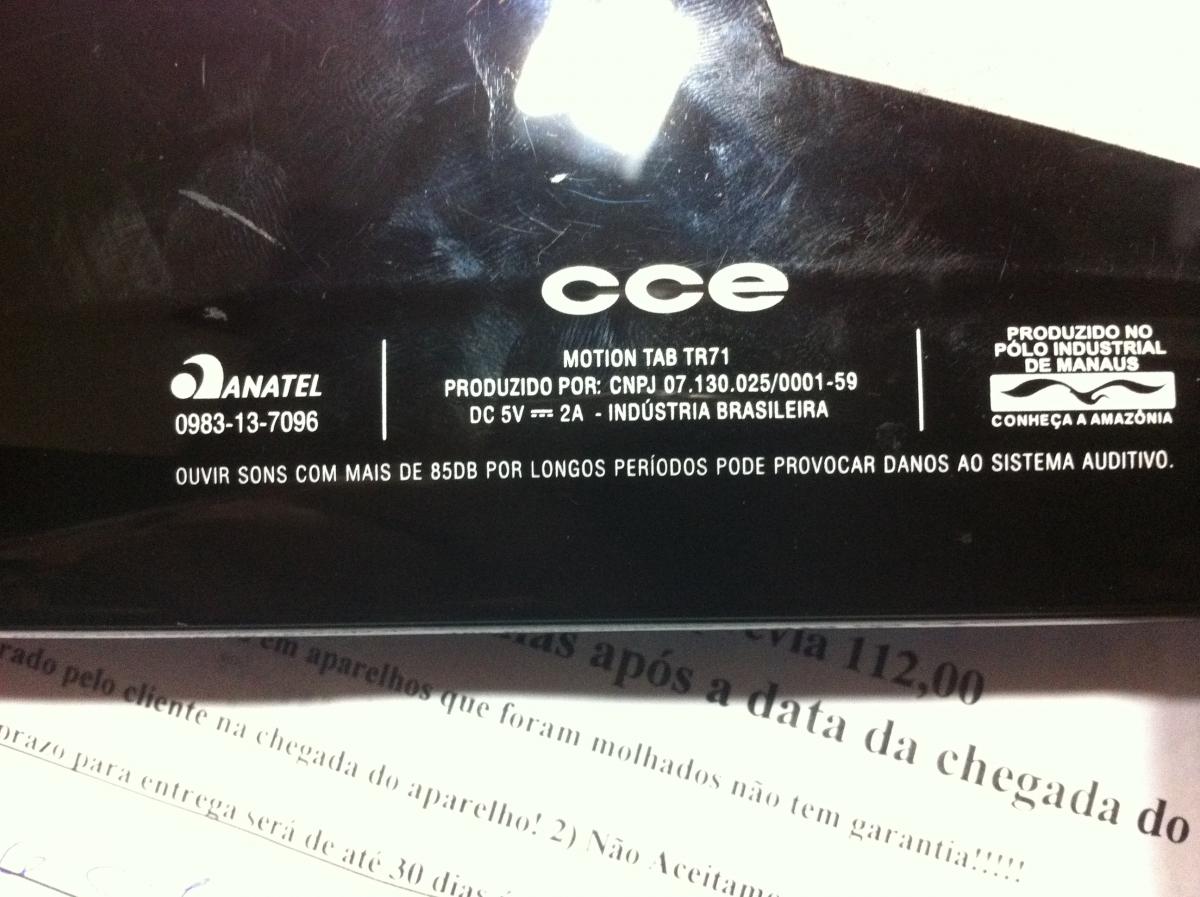 cce
MOTION TAB TR71
PRODUZIDO POR: CNPJ 07.130.025/0001-59
DC 5V ⎓ 2A - INDÚSTRIA BRASILEIRA
ANATEL
0983-13-7096
PRODUZIDO NO
PÓLO INDUSTRIAL
DE MANAUS
CONHEÇA A AMAZÔNIA
OUVIR SONS COM MAIS DE 85DB POR LONGOS PERÍODOS PODE PROVOCAR DANOS AO SISTEMA AUDITIVO.
112,00
após a data da chegada do
em aparelhos que foram molhados não tem garantia!!!!!
pelo cliente na chegada do aparelho! 2) Não
prazo para entrega será de até 30 dias